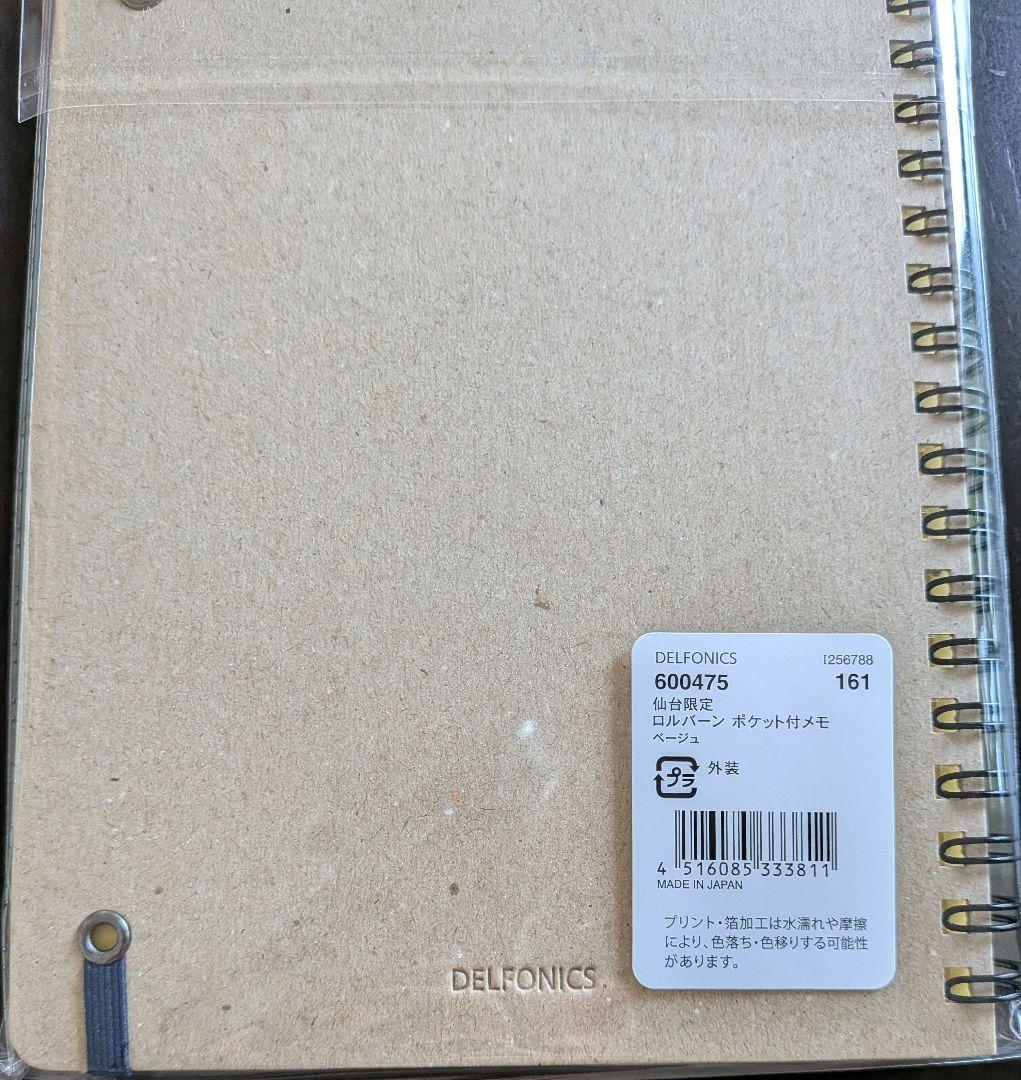 DELFONICS I256788
600475 161
仙台限定
ロルバーン ポケット付メモ
ベージュ
プラ 外装
4 516085 333811
MADE IN JAPAN
プリント・箔加工は水濡れや摩擦
により、色落ち・色移りする可能性
があります。
DELFONICS